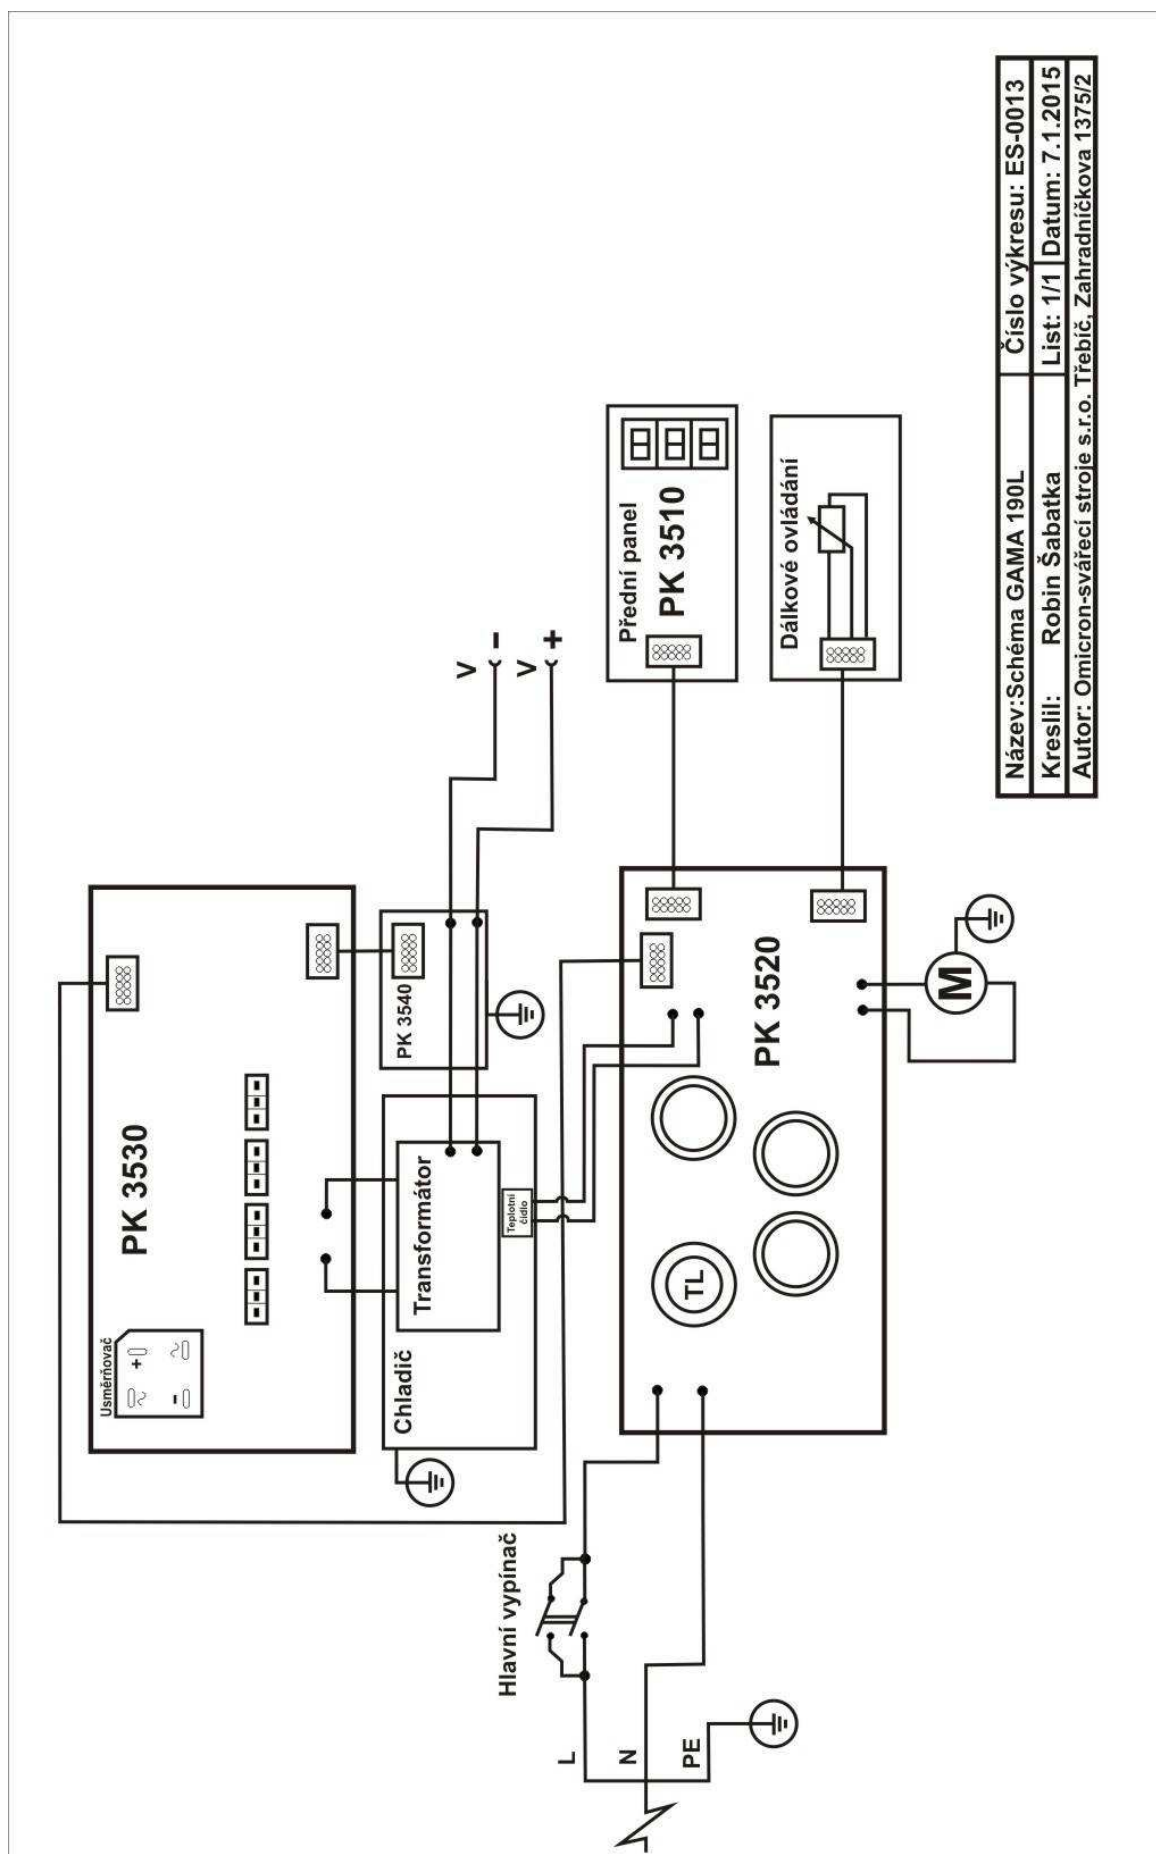 Usměrňovač
+
-
PK 3530
PK 3540
Chladič
Transformátor
Teplotní
čidlo
V
-
V
+
Hlavní vypínač
L
N
PE
TL
PK 3520
M
Přední panel
PK 3510
Dálkové ovládání
Název:Schéma GAMA 190L
Číslo výkresu: ES-0013
Kreslil: Robin Šabatka
List: 1/1
Datum: 7.1.2015
Autor: Omicron-svářecí stroje s.r.o. Třebíč, Zahradníčkova 1375/2